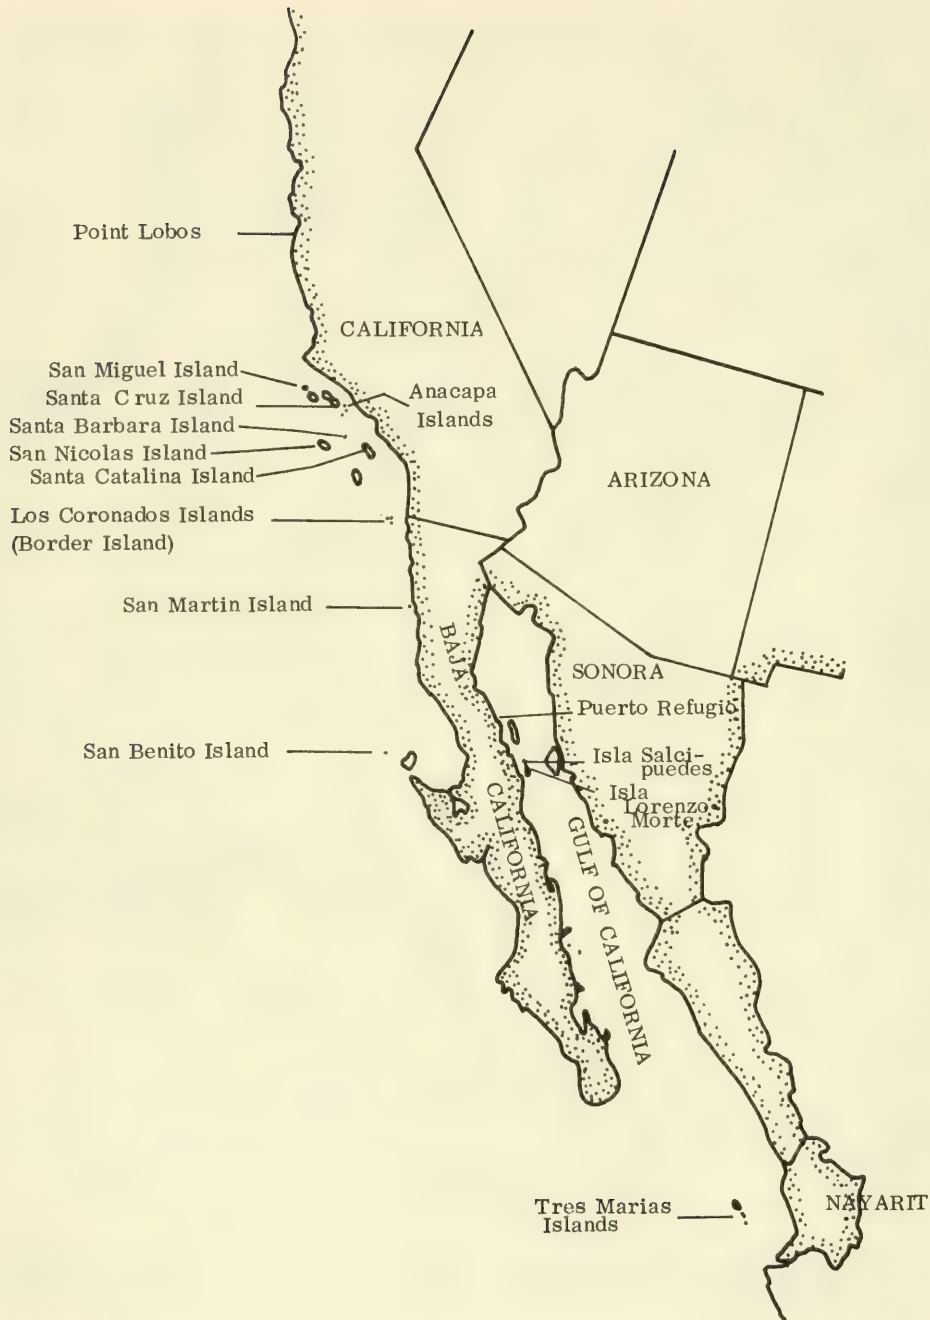 Point Lobos
CALIFORNIA
San Miguel Island
Santa Cruz Island
Anacapa
Islands
Santa Barbara Island
San Nicolas Island
Santa Catalina Island
ARIZONA
Los Coronados Islands
(Border Island)
San Martin Island
BAJA
CALIFORNIA
SONORA
Puerto Refugio
San Benito Island
Isla Salci-
puedes
Isla
Lorenzo
Morte
GULF OF CALIFORNIA
Tres Marias
Islands
NAYARIT